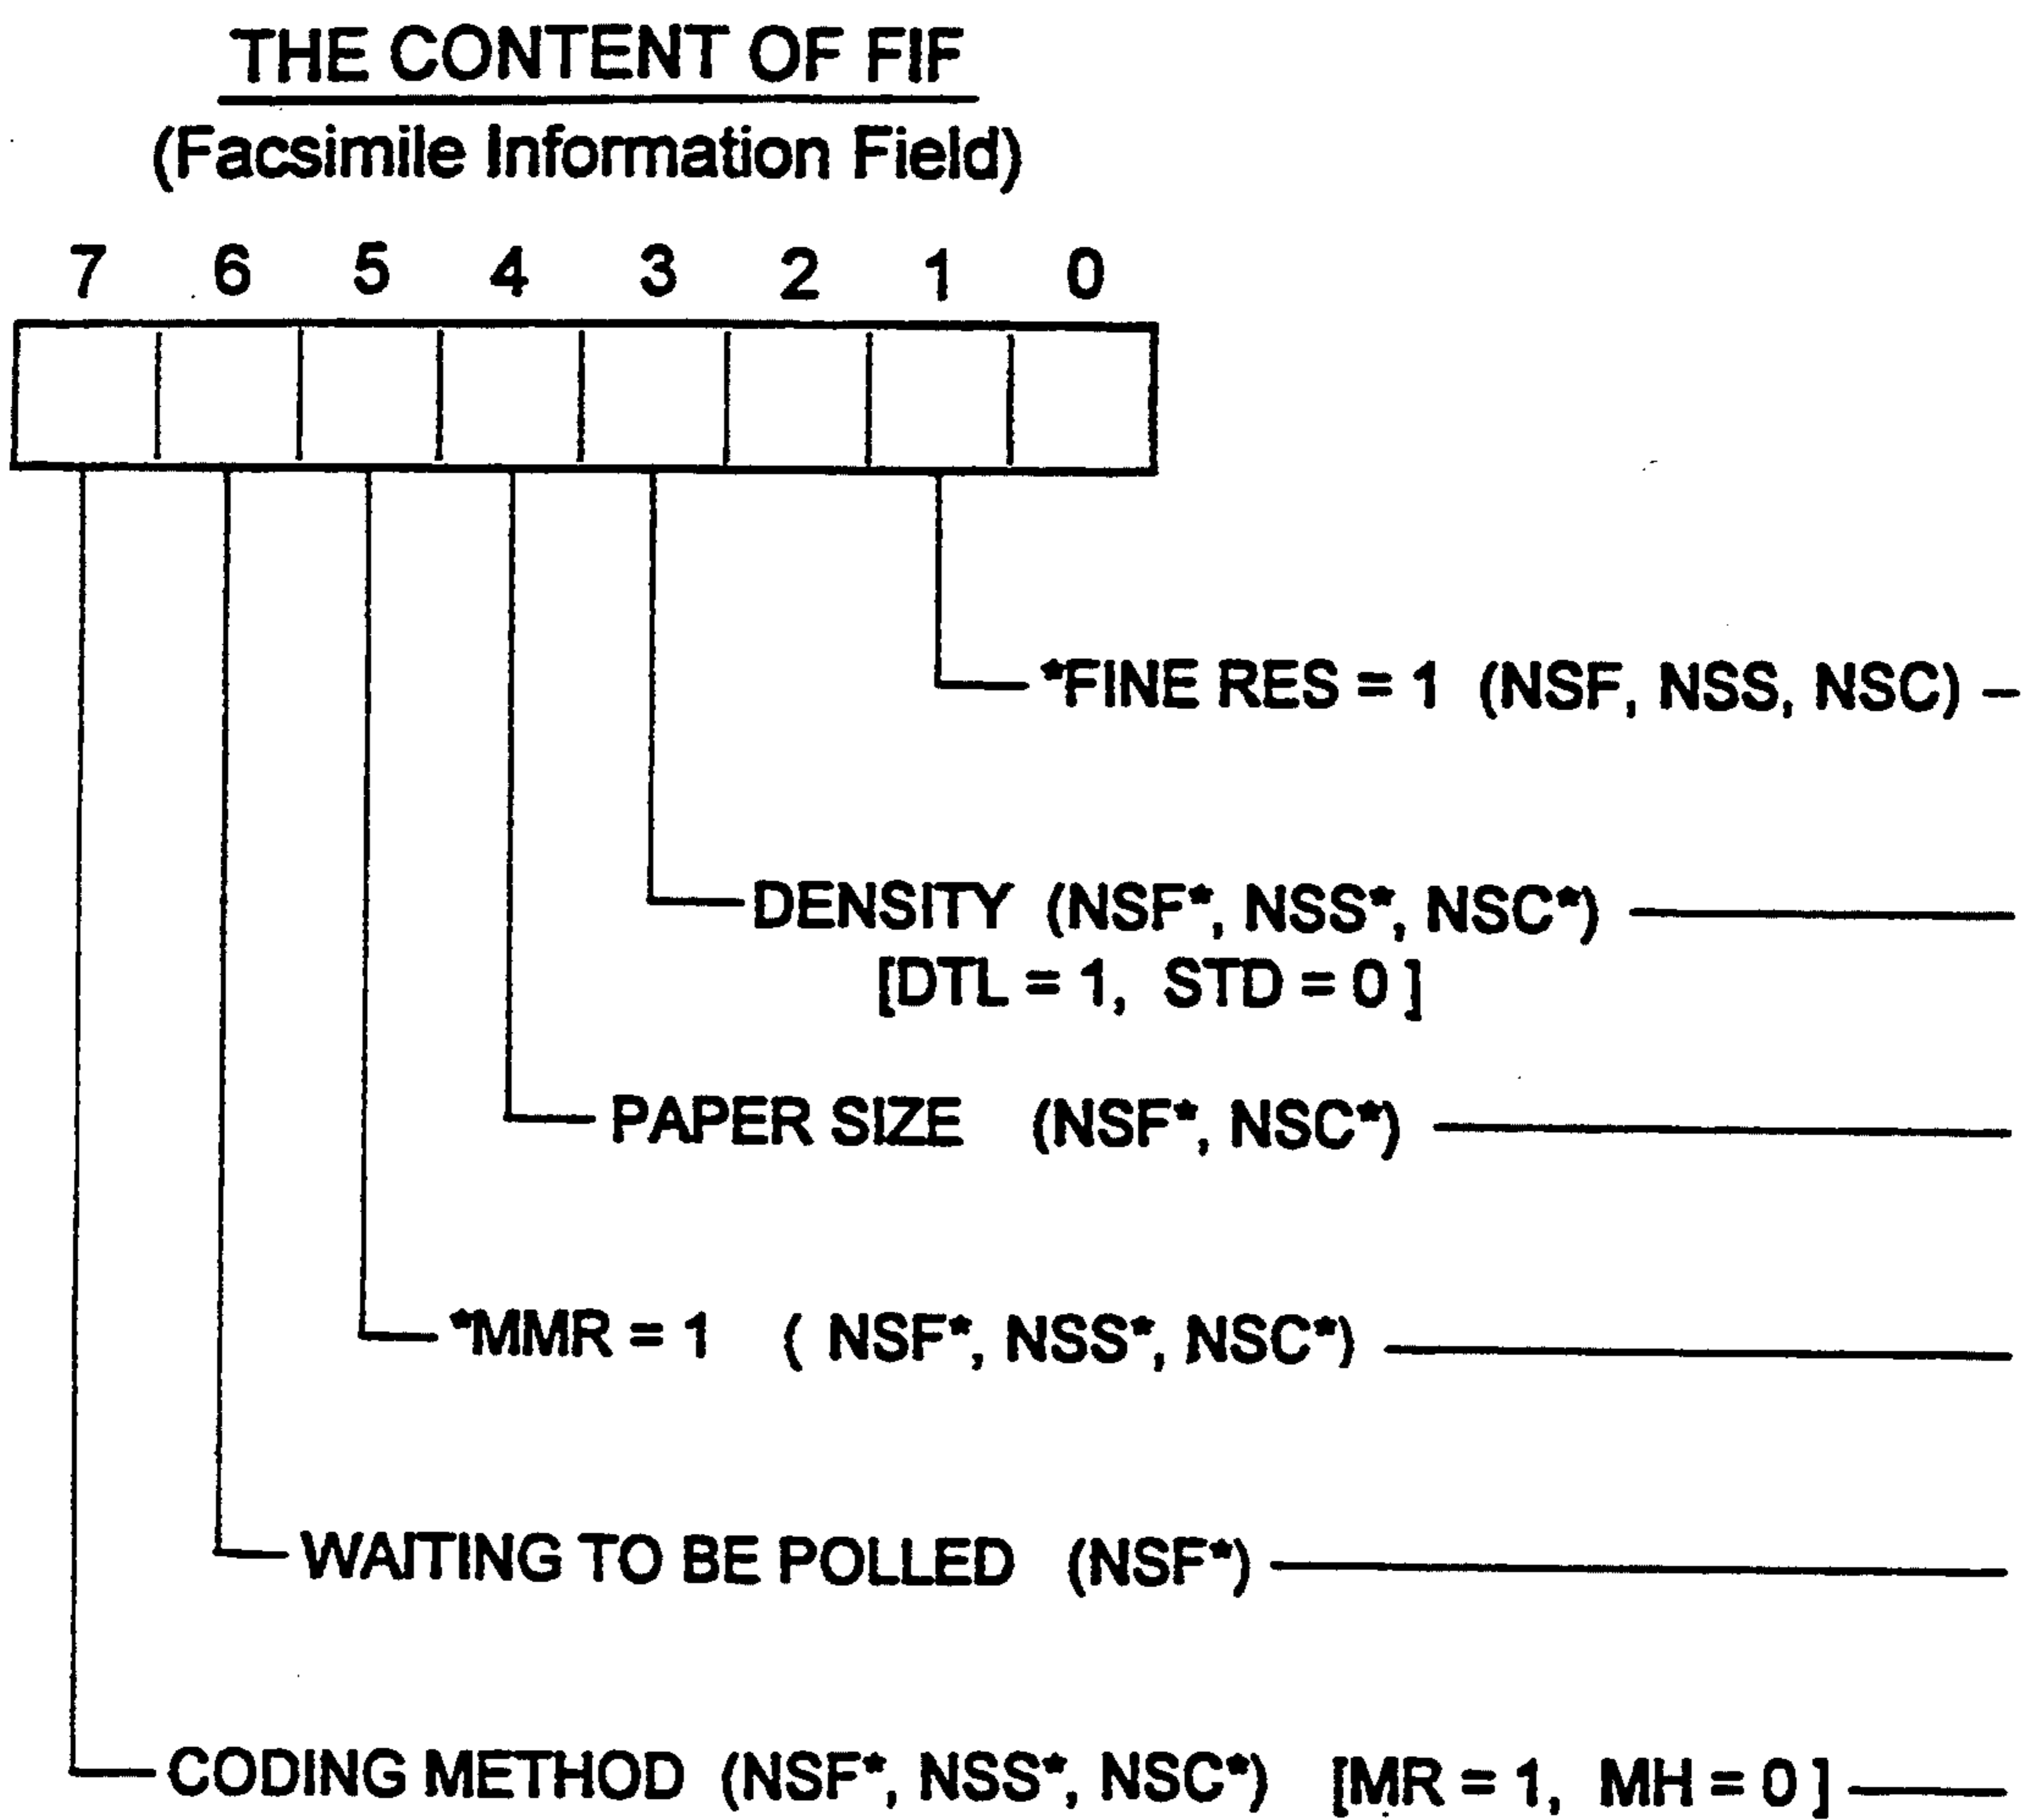 THE CONTENT OF FIF
(Facsimile Information Field)
7 6 5 4 3 2 1 0
*FINE RES = 1 (NSF, NSS, NSC)
DENSITY (NSF*, NSS*, NSC*)
[DTL = 1, STD = 0 ]
PAPER SIZE (NSF*, NSC*)
*MMR = 1 ( NSF*, NSS*, NSC*)
WAITING TO BE POLLED (NSF*)
CODING METHOD (NSF*, NSS*, NSC*) [MR = 1, MH = 0 ]